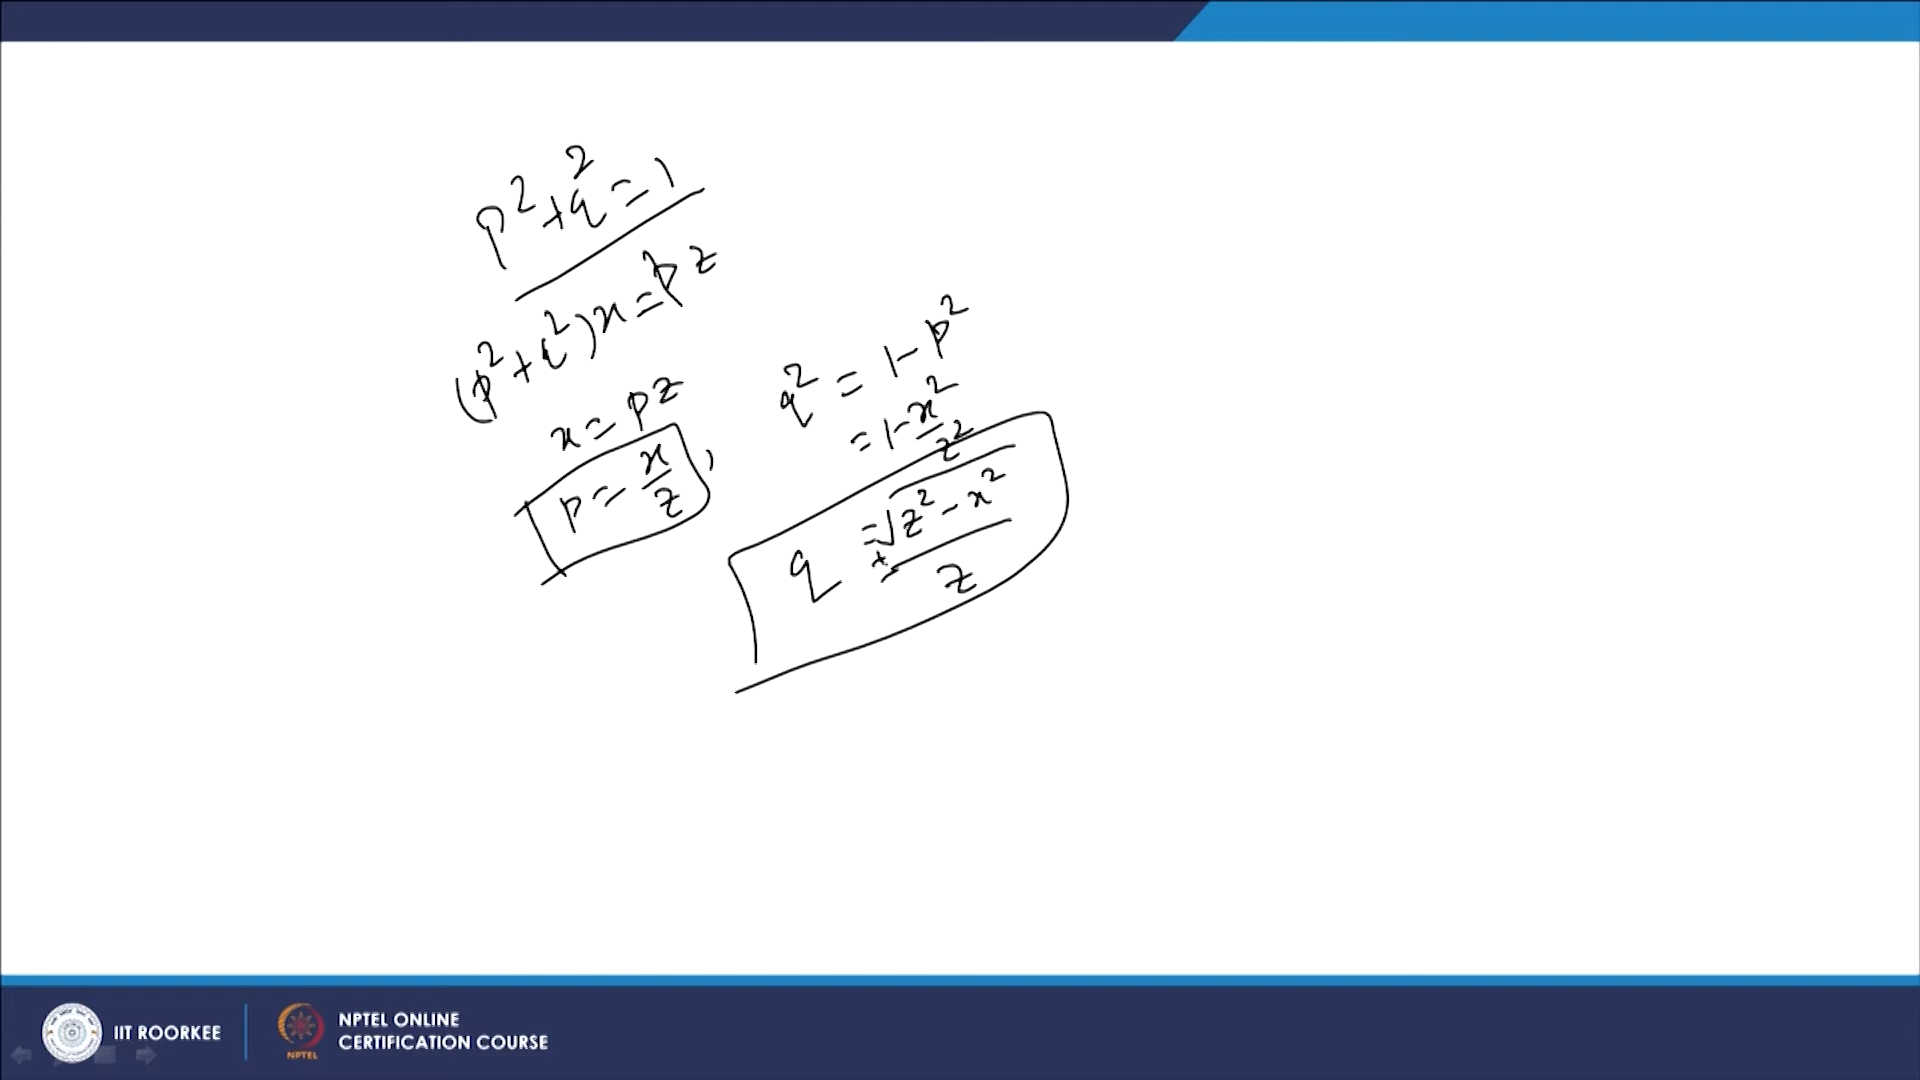 p² + q² = 1
(p² + q²)x = pz
x = pz
p = x/z ,
q² = 1 - p²
= 1 - x²/z²
q = ± √(z² - x²) / z
IIT ROORKEE
NPTEL
NPTEL ONLINE
CERTIFICATION COURSE